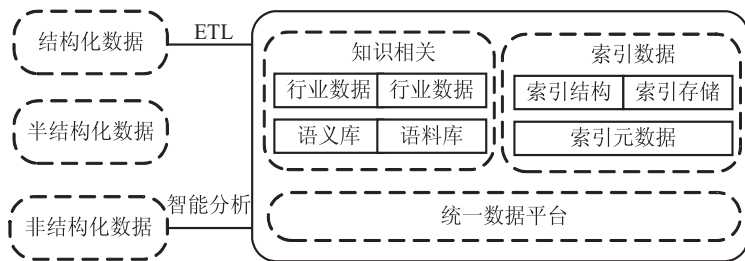 结构化数据
ETL
半结构化数据
非结构化数据
智能分析
知识相关
行业数据 行业数据
语义库 语料库
索引数据
索引结构 索引存储
索引元数据
统一数据平台